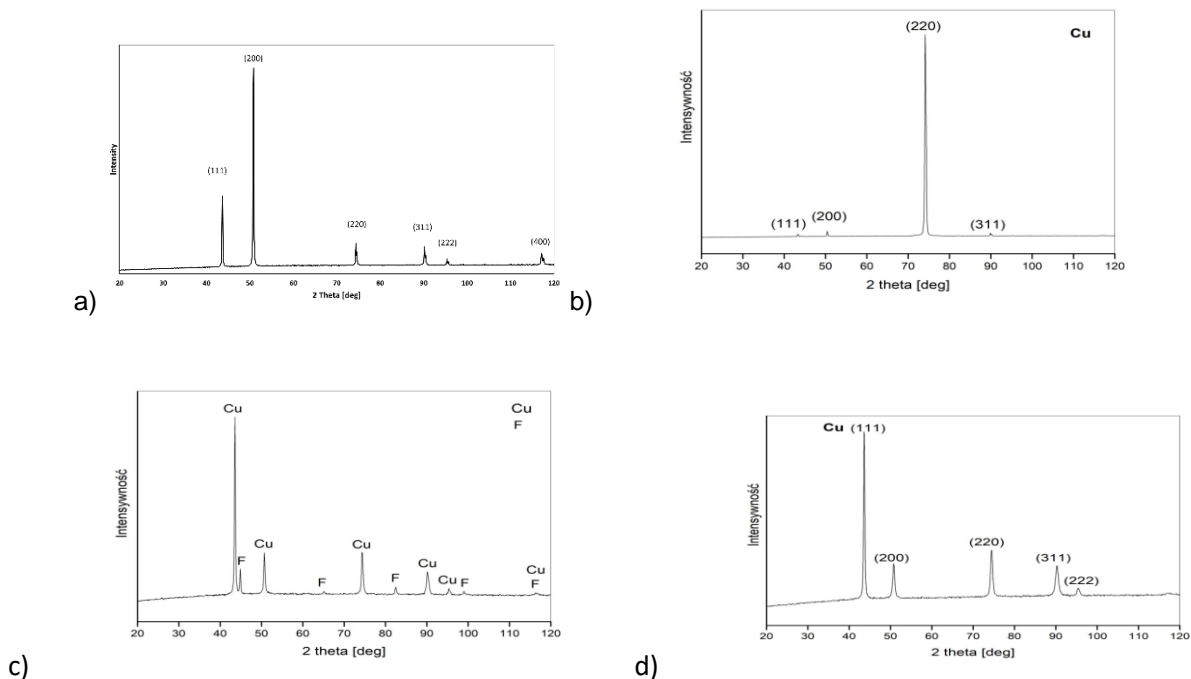 (200)
(111)
(220)
(311)
(222)
(400)
Intensity
20 30 40 50 60 70 80 90 100 110 120
2 Theta [deg]
a)
(220)
Cu
(111)
(200)
(311)
Intensywność
20 30 40 50 60 70 80 90 100 110 120
2 theta [deg]
b)
Cu
Cu
F
F
Cu
Cu
F
F
Cu
Cu
F
Cu
F
Intensywność
20 30 40 50 60 70 80 90 100 110 120
2 theta [deg]
c)
Cu (111)
(200)
(220)
(311)
(222)
Intensywność
20 30 40 50 60 70 80 90 100 110 120
2 theta [deg]
d)